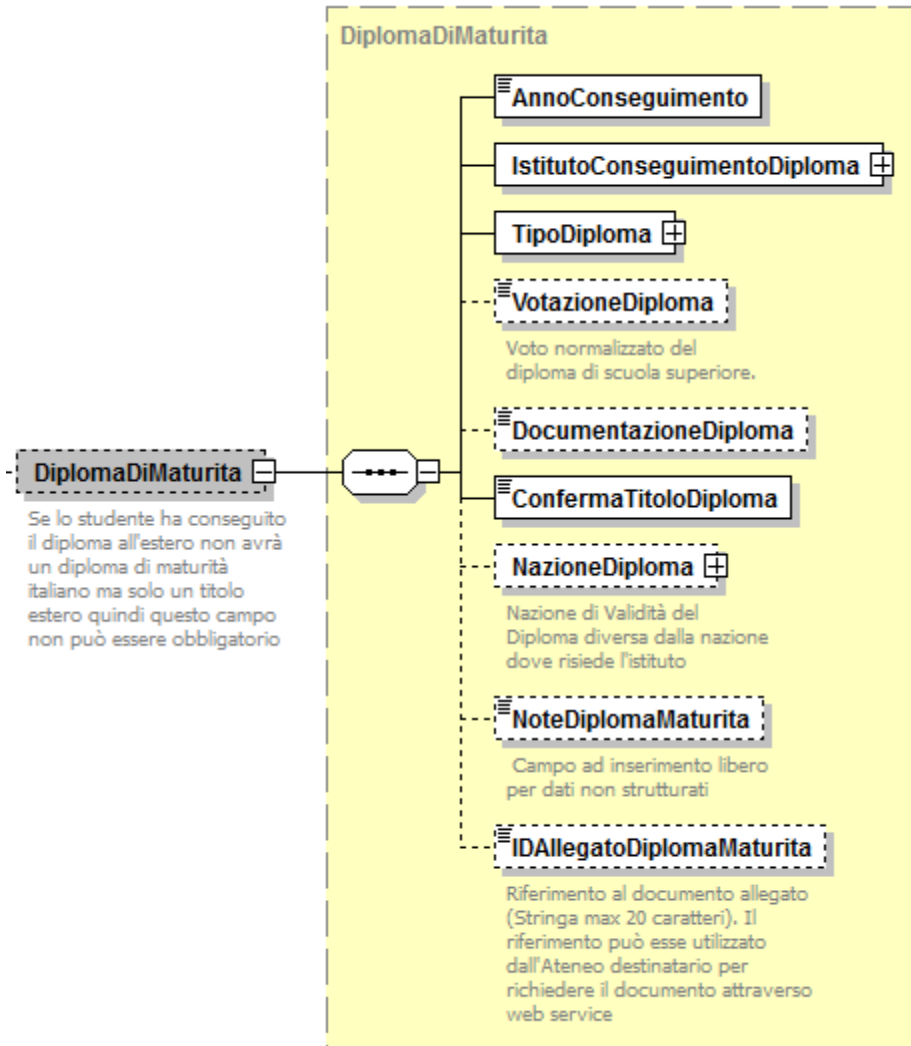 DiplomaDiMaturita
AnnoConseguimento
IstitutoConseguimentoDiploma
TipoDiploma
VotazioneDiploma
Voto normalizzato del
diploma di scuola superiore.
DocumentazioneDiploma
DiplomaDiMaturita
Se lo studente ha conseguito
il diploma all'estero non avrà
un diploma di maturità
italiano ma solo un titolo
estero quindi questo campo
non può essere obbligatorio
ConfermaTitoloDiploma
NazioneDiploma
Nazione di Validità del
Diploma diversa dalla nazione
dove risiede l'istituto
NoteDiplomaMaturita
Campo ad inserimento libero
per dati non strutturati
IDAllegatoDiplomaMaturita
Riferimento al documento allegato
(Stringa max 20 caratteri). Il
riferimento può esse utilizzato
dall'Ateneo destinatario per
richiedere il documento attraverso
web service